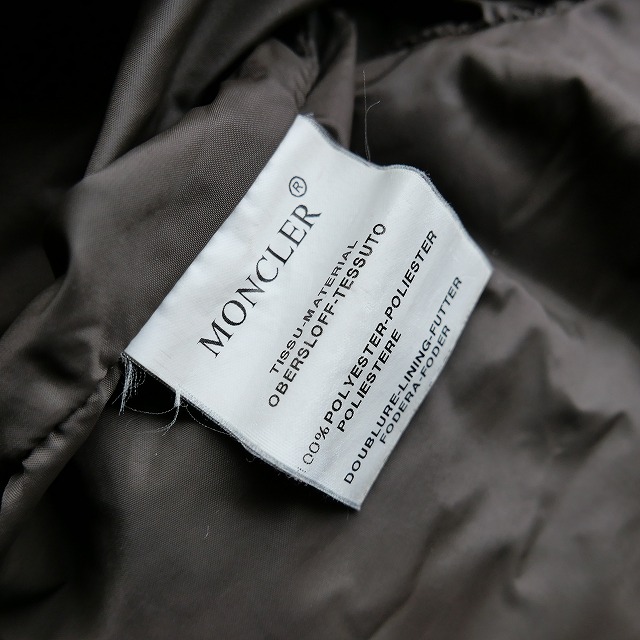 MONCLER®
TISSU-MATERIAL
OBERSLOFF-TESSUTO
00% POLYESTER-POLIESTER
POLIESTERE
DOUBLURE-LINING-FUTTER
FODERA-FODER